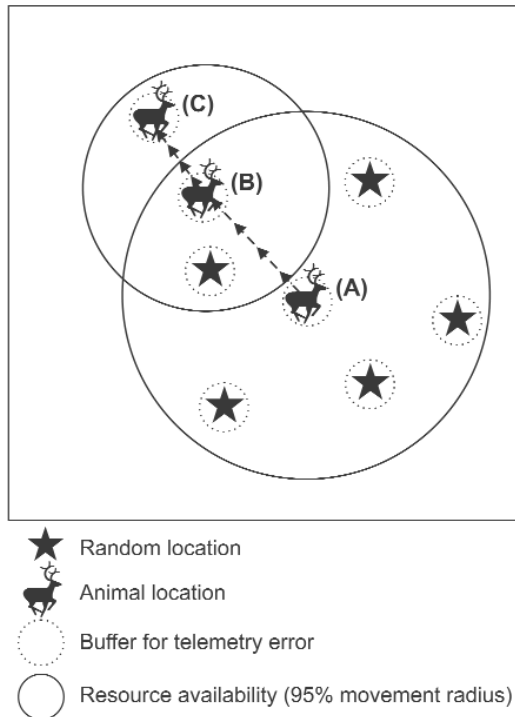 (C)
(B)
(A)
Random location
Animal location
Buffer for telemetry error
Resource availability (95% movement radius)